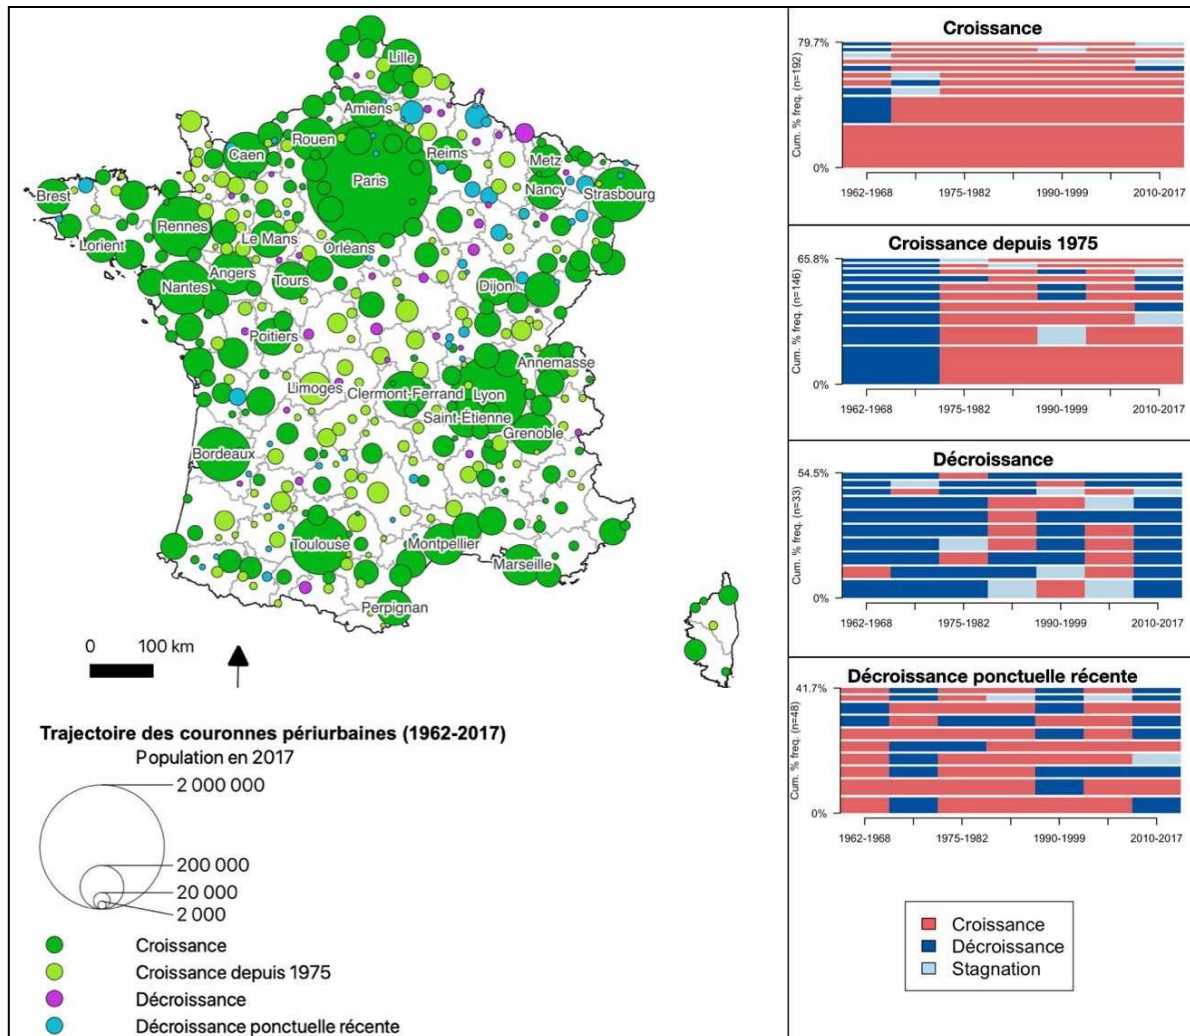 Lille
Amiens
Rouen
Caen
Reims
Metz
Paris
Nancy
Brest
Strasbourg
Rennes
Lorient
Le Mans
Orléans
Angers
Tours
Nantes
Dijon
Poitiers
Annemasse
Limoges
Clermont-Ferrand
Lyon
Saint-Étienne
Grenoble
Bordeaux
Toulouse
Montpellier
Marseille
Perpignan
0 100 km
Trajectoire des couronnes périurbaines (1962-2017)
Population en 2017
2 000 000
200 000
20 000
2 000
Croissance
Croissance depuis 1975
Décroissance
Décroissance ponctuelle récente
Croissance
79.7%
Cum. % freq. (n=192)
0%
1962-1968 1975-1982 1990-1999 2010-2017
Croissance depuis 1975
65.8%
Cum. % freq. (n=146)
0%
1962-1968 1975-1982 1990-1999 2010-2017
Décroissance
54.5%
Cum. % freq. (n=33)
0%
1962-1968 1975-1982 1990-1999 2010-2017
Décroissance ponctuelle récente
41.7%
Cum. % freq. (n=48)
0%
1962-1968 1975-1982 1990-1999 2010-2017
Croissance
Décroissance
Stagnation